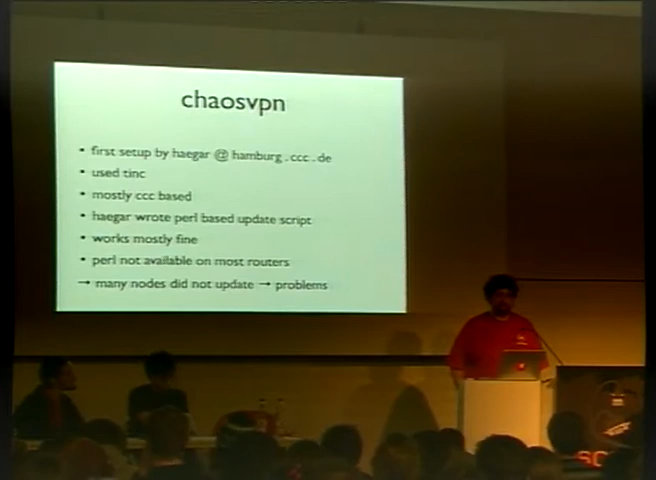 chaosvpn
• first setup by haegar @ hamburg.ccc.de
• used tinc
• mostly ccc based
• haegar wrote perl based update script
• works mostly fine
• perl not available on most routers
→ many nodes did not update → problems